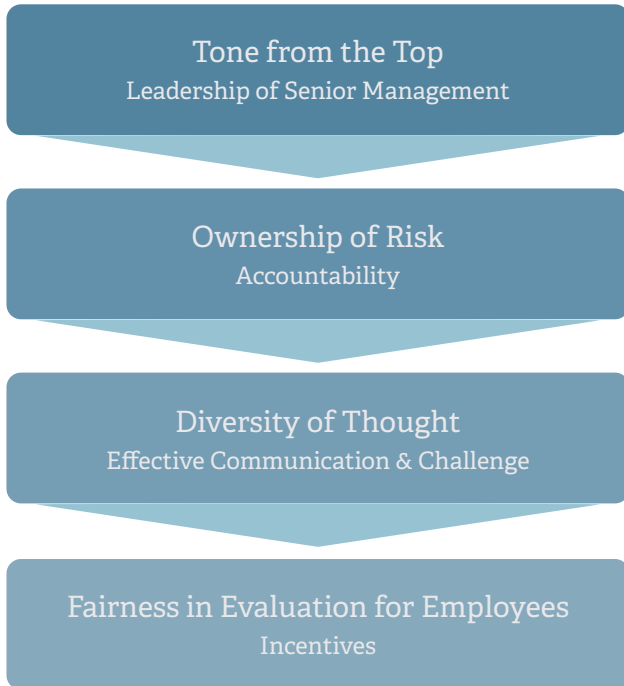 Tone from the Top
Leadership of Senior Management
Ownership of Risk
Accountability
Diversity of Thought
Effective Communication & Challenge
Fairness in Evaluation for Employees
Incentives